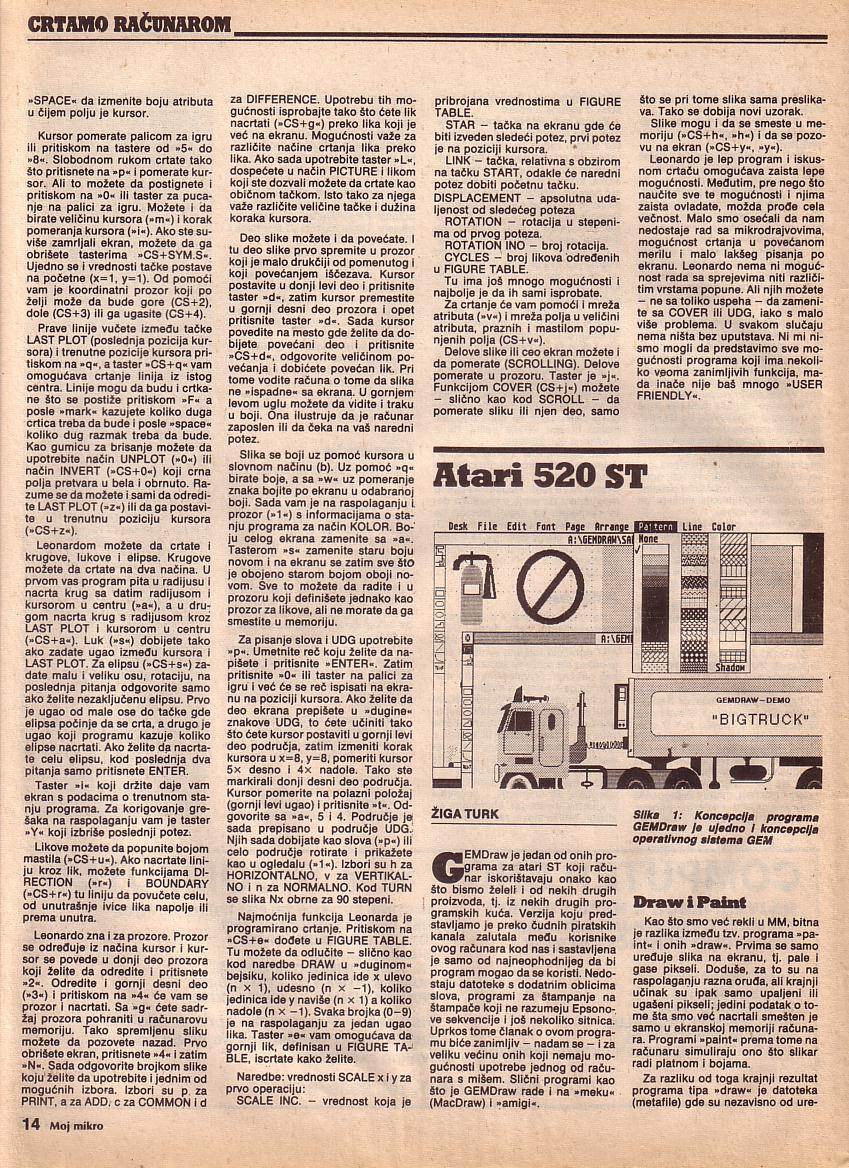 CRTAMO RAČUNAROM
»SPACE« da izmenite boju atributa
u čijem polju je kursor.
Kursor pomerate palicom za igru
ili pritiskom na tastere od »5« do
»8«. Slobodnom rukom crtate tako
što pritisnete na »p« i pomerate kur-
sor. Ali to možete da postignete i
pritiskom na »0« ili taster za puca-
nje na palici za igru. Možete i da
birate veličinu kursora (»m«) i korak
pomeranja kursora (»i«). Ako ste su-
više zamrljali ekran, možete da ga
obrišete tasterima »CS+SYM.S«.
Ujedno se i vrednosti tačke postave
na početne (x=1, y=1). Od pomoći
vam je koordinatni prozor koji po
želji može da bude gore (CS+2),
dole (CS+3) ili ga ugasite (CS+4).
Prave linije vučete između tačke
LAST PLOT (poslednja pozicija kur-
sora) i trenutne pozicije kursora pri-
tiskom na »q«, a taster »CS+q« vam
omogućava crtanje linija iz istog
centra. Linije mogu da budu i crtka-
ne što se postiže pritiskom »F« a
posle »mark« kazujete koliko duga
crtica treba da bude i posle »space«
koliko dug razmak treba da bude.
Kao gumicu za brisanje možete da
upotrebite način UNPLOT (»O«) ili
način INVERT (»CS+0«) koji crna
polja pretvara u bela i obrnuto. Ra-
zume se da možete i sami da odredi-
te LAST PLOT (»z«) ili da ga postavi-
te u trenutnu poziciju kursora
(»CS+z«).
Leonardom možete da crtate i
krugove, lukove i elipse. Krugove
možete da crtate na dva načina. U
prvom vas program pita u radijusu i
nacrta krug sa datim radijusom i
kursorom u centru (»a«), a u dru-
gom nacrta krug s radijusom kroz
LAST PLOT i kursorom u centru
(»CS+a«). Luk (»s«) dobijete tako
ako zadate ugao između kursora i
LAST PLOT. Za elipsu (»CS+s«) za-
date malu i veliku osu, rotaciju, na
poslednja pitanja odgovorite samo
ako želite nezaključenu elipsu. Prvo
je ugao od male ose do tačke gde
elipsa počinje da se crta, a drugo je
ugao koji programu kazuje koliko
elipse nacrtati. Ako želite da nacrta-
te celu elipsu, kod poslednja dva
pitanja samo pritisnete ENTER.
Taster »i« koji držite daje vam
ekran s podacima o trenutnom sta-
nju programa. Za korigovanje gre-
šaka na raspolaganju vam je taster
»Y« koji izbriše poslednji potez.
Likove možete da popunite bojom
mastila (»CS+u«). Ako nacrtate lini-
ju kroz lik, možete funkcijama DI-
RECTION (»r«) i BOUNDARY
(»CS+r«) tu liniju da povučete celu,
od unutrašnje ivice lika napolje ili
prema unutra.
Leonardo zna i za prozore. Prozor
se određuje iz načina kursor i kur-
sor se povede u donji deo prozora
koji želite da odredite i pritisnete
»2«. Odredite i gornji desni deo
(»3«) i pritiskom na »4« će vam se
prozor i nacrtati. Sa »g« ćete sadr-
žaj prozora pohraniti u računarovu
memoriju. Tako spremljenu sliku
možete da pozovete nazad. Prvo
obrišete ekran, pritisnete »4« i zatim
»N«. Sada odgovorite brojkom slike
koju želite da upotrebite i jednim od
mogućnih izbora. Izbori su p za
PRINT, a za ADD, c za COMMON i d
za DIFFERENCE. Upotrebu tih mo-
gućnosti isprobajte tako što ćete lik
nacrtati (»CS+g«) preko lika koji je
već na ekranu. Mogućnosti važe za
različite načine crtanja lika preko
lika. Ako sada upotrebite taster »L«,
dospećete u način PICTURE i likom
koji ste dozvali možete da crtate kao
običnom tačkom. Isto tako za njega
važe različite veličine tačke i dužina
koraka kursora.
Deo slike možete i da povećate. I
tu deo slike prvo spremite u prozor
koji je malo drukčiji od pomenutog i
koji povećanjem iščezava. Kursor
postavite u donji levi deo i pritisnite
taster »d«, zatim kursor premestite
u gornji desni deo prozora i opet
pritisnite taster »d«. Sada kursor
povedite na mesto gde želite da do-
bijete povećani deo i pritisnite
»CS+d«, odgovorite veličinom po-
većanja i dobićete povećan lik. Pri
tome vodite računa o tome da slika
ne »ispadne« sa ekrana. U gornjem
levom uglu možete da vidite i traku
u boji. Ona ilustruje da je računar
zaposlen ili da čeka na vaš naredni
potez.
Slika se boji uz pomoć kursora u
slovnom načinu (b). Uz pomoć »q«
birate boje, a sa »w« uz pomeranje
znaka bojite po ekranu u odabranoj
boji. Sada vam je na raspolaganju i
prozor (»1«) s informacijama o sta-
nju programa za način KOLOR. Bo-
ju celog ekrana zamenite sa »a«.
Tasterom »s« zamenite staru boju
novom i na ekranu se zatim sve što
je obojeno starom bojom oboji no-
vom. Sve to možete da radite i u
prozoru koji definišete jednako kao
prozor za likove, ali ne morate da ga
smestite u memoriju.
Za pisanje slova i UDG upotrebite
»p«. Umetnite reč koju želite da na-
pišete i pritisnite »ENTER«. Zatim
pritisnite »0« ili taster na palici za
igru i već će se reč ispisati na ekra-
nu na poziciji kursora. Ako želite da
deo ekrana prepišete u »dugine«
znakove UDG, to ćete učiniti tako
što ćete kursor postaviti u gornji levi
deo područja, zatim izmeniti korak
kursora u x=8, y=8, pomeriti kursor
5× desno i 4× nadole. Tako ste
markirali donji desni deo područja.
Kursor pomerite na polazni položaj
(gornji levi ugao) i pritisnite »t«. Od-
govorite sa »a«, 5 i 4. Područje je
sada prepisano u područje UDG.
Njih sada dobijate kao slova (»p«) ili
celo područje rotirate i prikažete
kao u ogledalu (»1«). Izbori su h za
HORIZONTALNO, v za VERTIKAL-
NO i n za NORMALNO. Kod TURN
se slika Nx obrne za 90 stepeni.
Najmoćnija funkcija Leonarda je
programirano crtanje. Pritiskom na
»CS+e« dođete u FIGURE TABLE.
Tu možete da odlučite – slično kao
kod naredbe DRAW u »duginom«
bejsiku, koliko jedinica ide x ulevo
(n × 1), udesno (n × −1), koliko
jedinica ide y naviše (n × 1) a koliko
nadole (n × −1). Svaka brojka (0–9)
je na raspolaganju za jedan ugao
lika. Taster »e« vam omogućava da
gornji lik, definisan u FIGURE TA-
BLE, iscrtate kako želite.
Naredbe: vrednosti SCALE x i y za
prvo operaciju:
SCALE INC. – vrednost koja je
pribrojana vrednostima u FIGURE
TABLE.
STAR – tačka na ekranu gde će
biti izveden sledeći potez, prvi potez
je na poziciji kursora.
LINK – tačka, relativna s obzirom
na tačku START, odakle će naredni
potez dobiti početnu tačku.
DISPLACEMENT – apsolutna uda-
ljenost od sledećeg poteza
ROTATION – rotacija u stepeni-
ma od prvog poteza.
ROTATION INO – broj rotacija.
CYCLES – broj likova određenih
u FIGURE TABLE.
Tu ima još mnogo mogućnosti i
najbolje je da ih sami isprobate.
Za crtanje će vam pomoći i mreža
atributa (»v«) i mreža polja u veličini
atributa, praznih i mastilom popu-
njenih polja (CS+v«).
Delove slike ili ceo ekran možete i
da pomerate (SCROLLING). Delove
pomerate u prozoru. Taster je »j«.
Funkcijom COVER (CS+j«) možete
– slično kao kod SCROLL – da
pomerate sliku ili njen deo, samo
što se pri tome slika sama preslika-
va. Tako se dobija novi uzorak.
Slike mogu i da se smeste u me-
moriju (»CS+h«, »h«) i da se pozo-
vu na ekran (»CS+y«, »y«).
Leonardo je lep program i iskus-
nom crtaču omogućava zaista lepe
mogućnosti. Međutim, pre nego što
naučite sve te mogućnosti i njima
zaista ovladate, možda prođe cela
večnost. Malo smo osećali da nam
nedostaje rad sa mikrodrajvovima,
mogućnost crtanja u povećanom
merilu i malo lakšeg pisanja po
ekranu. Leonardo nema ni moguć-
nost rada sa sprejevima niti različi-
tim vrstama popune. Ali njih možete
– ne sa toliko uspeha – da zameni-
te sa COVER ili UDG, iako s malo
više problema. U svakom slučaju
nema ništa bez uputstava. Ni mi ni-
smo mogli da predstavimo sve mo-
gućnosti programa koji ima nekoli-
ko veoma zanimljivih funkcija, ma-
da inače nije baš mnogo »USER
FRIENDLY«.
Atari 520 ST
Desk File Edit Font Page Arrange Pattern Line Color
A:\GEMDRAW\SA
None
A:\GEM
Shadow
GEMDRAW-DEMO
"BIGTRUCK"
ŽIGA TURK
Slika 1: Koncepcija programa
GEMDraw je ujedno i koncepcija
operativnog sistema GEM
GEMDraw je jedan od onih pro-
grama za atari ST koji raču-
nar iskorištavaju onako kao
što bismo želeli i od nekih drugih
proizvoda, tj. iz nekih drugih pro-
gramskih kuća. Verzija koju pred-
stavljamo je preko čudnih piratskih
kanala zalutala među korisnike
ovog računara kod nas i sastavljena
je samo od najneophodnijeg da bi
program mogao da se koristi. Nedo-
staju datoteke s dodatnim oblicima
slova, programi za štampanje na
štampače koji ne razumeju Epsono-
ve sekvencije i još nekoliko sitnica.
Uprkos tome članak o ovom progra-
mu biće zanimljiv – nadam se – i za
veliku većinu onih koji nemaju mo-
gućnosti upotrebe jednog od raču-
nara s mišem. Slični programi kao
što je GEMDraw rade i na »meku«
(MacDraw) i »amigi«.
Draw i Paint
Kao što smo već rekli u MM, bitna
je razlika između tzv. programa »pa-
int« i onih »draw«. Prvima se samo
uređuje slika na ekranu, tj. pale i
gase pikseli. Doduše, za to su na
raspolaganju razna oruđa, ali krajnji
učinak su ipak samo upaljeni ili
ugašeni pikseli; jedini podatak o to-
me šta smo već nacrtali smešten je
samo u ekranskoj memoriji računa-
ra. Programi »paint« prema tome na
računaru simuliraju ono što slikar
radi platnom i bojama.
Za razliku od toga krajnji rezultat
programa tipa »draw« je datoteka
(metafile) gde su nezavisno od ure-
14 Moj mikro